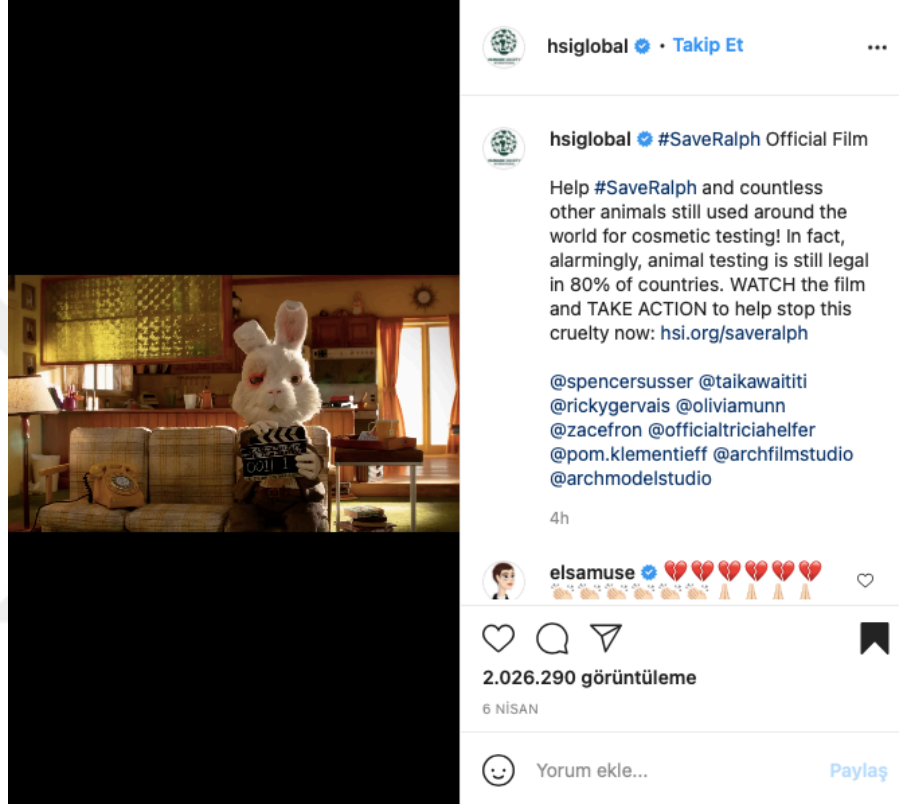 hsiglobal • Takip Et
hsiglobal #SaveRalph Official Film
Help #SaveRalph and countless
other animals still used around the
world for cosmetic testing! In fact,
alarmingly, animal testing is still legal
in 80% of countries. WATCH the film
and TAKE ACTION to help stop this
cruelty now: hsi.org/saveralph
@spencersusser @taikawaititi
@rickygervais @oliviamunn
@zacefron @officialtriciahelfer
@pom.klementieff @archfilmstudio
@archmodelstudio
4h
elsamuse 💔💔💔💔💔💔
👏🏻👏🏻👏🏻👏🏻👏🏻👏🏻🙏🏻🙏🏻🙏🏻🙏🏻
2.026.290 görüntüleme
6 NİSAN
Yorum ekle...
Paylaş